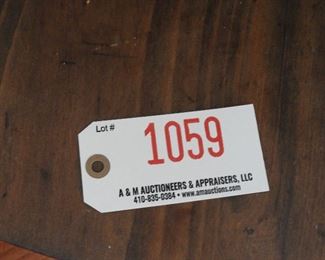 Lot #
1059
A & M AUCTIONEERS & APPRAISERS, LLC
410-835-0384 • www.amauctions.com